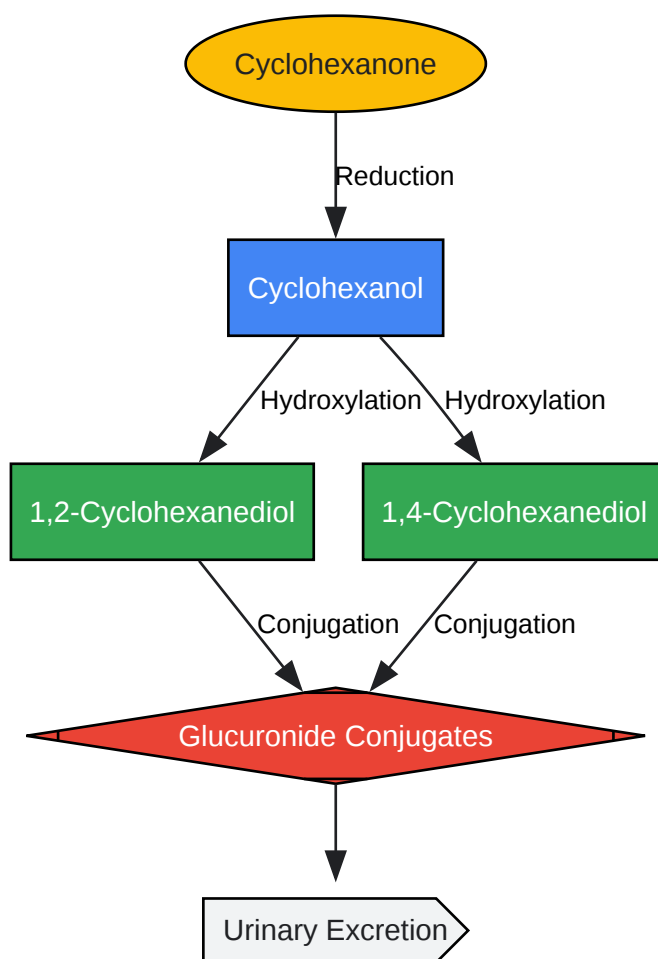 Cyclohexanone
Reduction
Cyclohexanol
Hydroxylation
Hydroxylation
1,2-Cyclohexanediol
1,4-Cyclohexanediol
Conjugation
Conjugation
Glucuronide Conjugates
Urinary Excretion